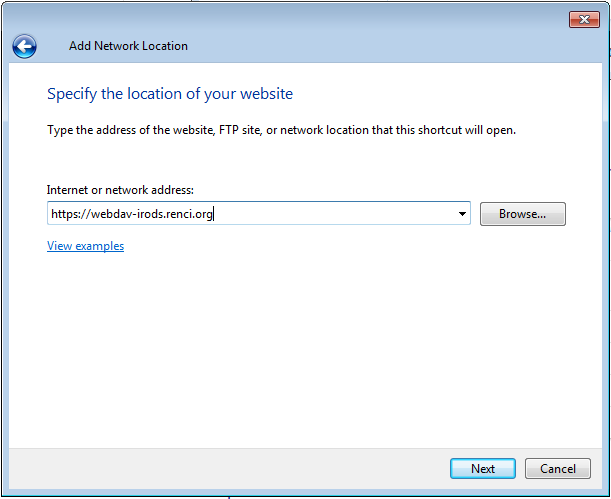 Add Network Location
Specify the location of your website
Type the address of the website, FTP site, or network location that this shortcut will open.
Internet or network address:
https://webdav-irods.renci.org
Browse...
View examples
Next
Cancel